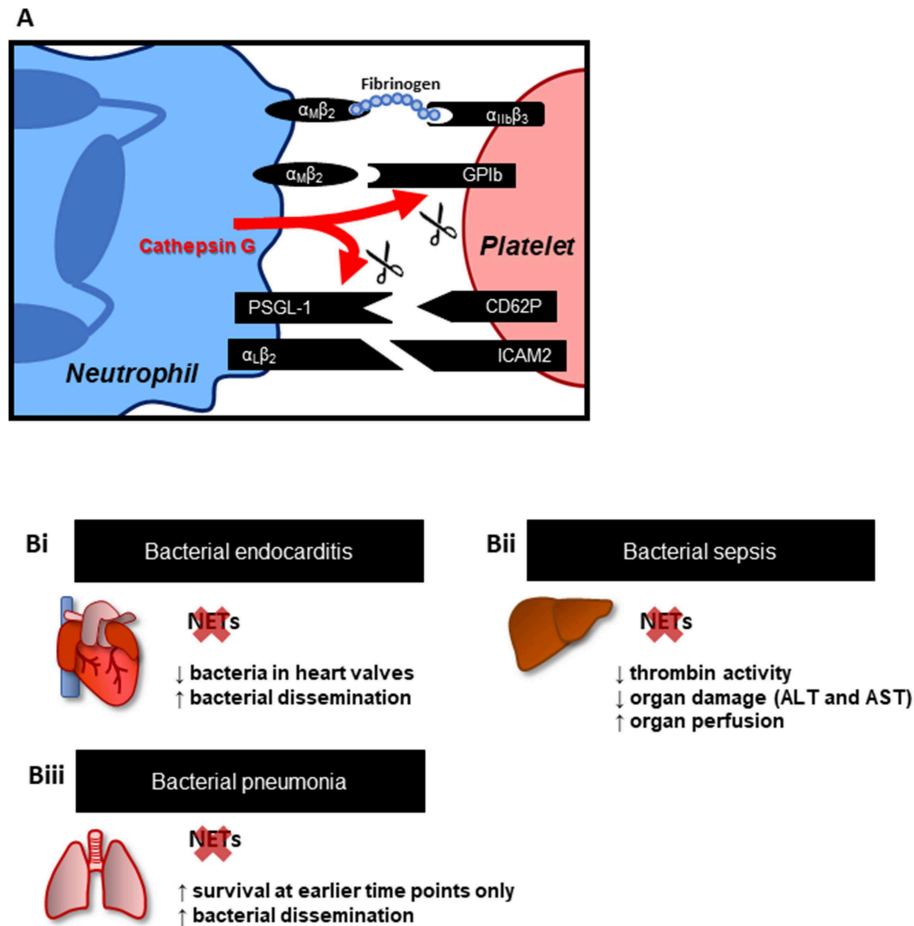 A
Fibrinogen
αMβ2
αIIbβ3
αMβ2
GPIb
Cathepsin G
Platelet
PSGL-1
CD62P
αLβ2
ICAM2
Neutrophil
Bi
Bacterial endocarditis
NETs
↓ bacteria in heart valves
↑ bacterial dissemination
Bii
Bacterial sepsis
NETs
↓ thrombin activity
↓ organ damage (ALT and AST)
↑ organ perfusion
Biii
Bacterial pneumonia
NETs
↑ survival at earlier time points only
↑ bacterial dissemination